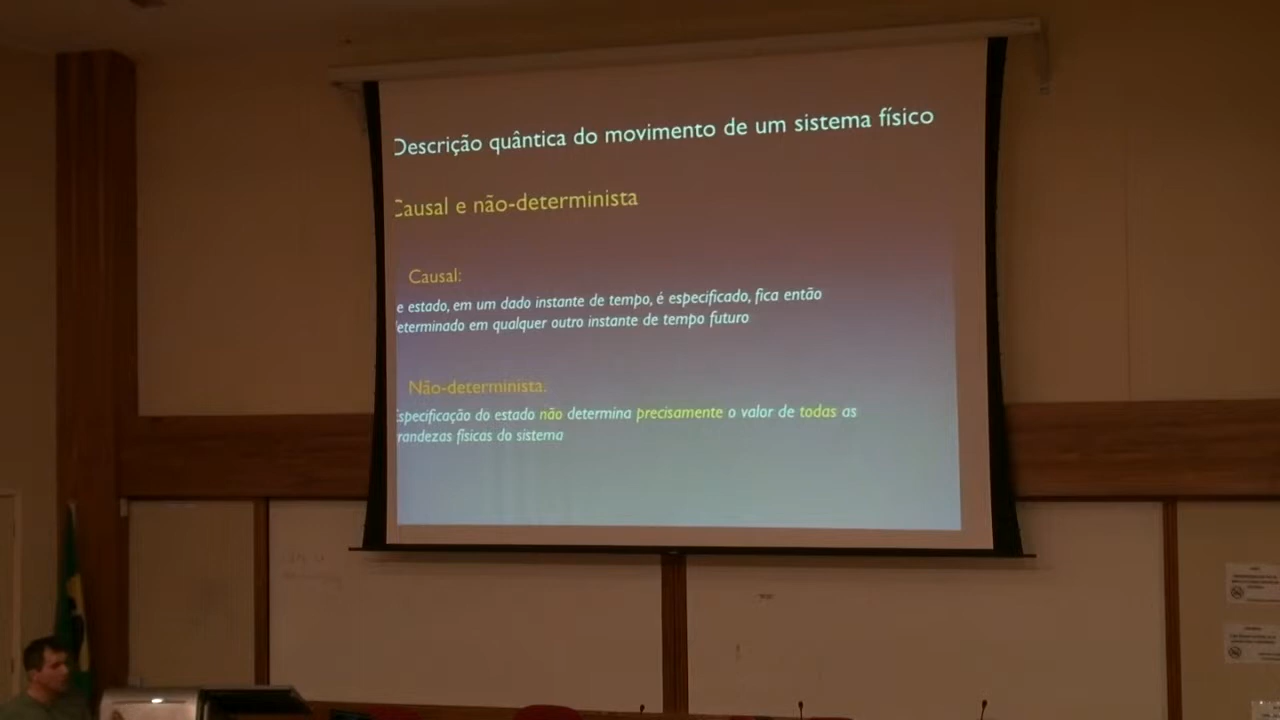 Descrição quântica do movimento de um sistema físico
Causal e não-determinista
Causal:
e estado, em um dado instante de tempo, é especificado, fica então
eterminado em qualquer outro instante de tempo futuro
Não-determinista:
specificação do estado não determina precisamente o valor de todas as
randezas físicas do sistema